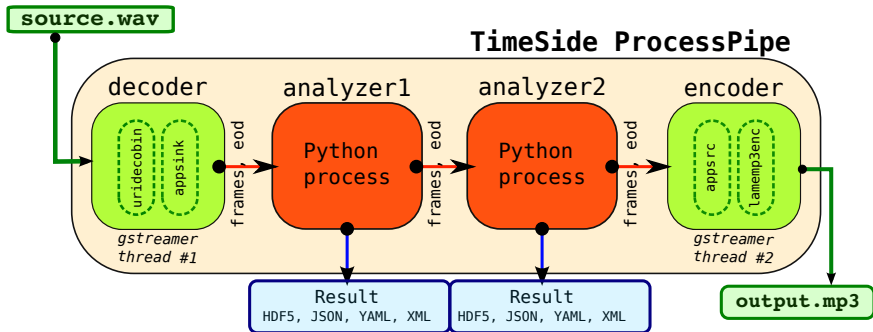 source.wav
TimeSide ProcessPipe
decoder
analyzer1
analyzer2
encoder
uridecobin
appsink
frames, eod
Python
process
frames, eod
Python
process
frames, eod
appsrc
lamemp3enc
gstreamer
thread #1
gstreamer
thread #2
Result
HDF5, JSON, YAML, XML
Result
HDF5, JSON, YAML, XML
output.mp3